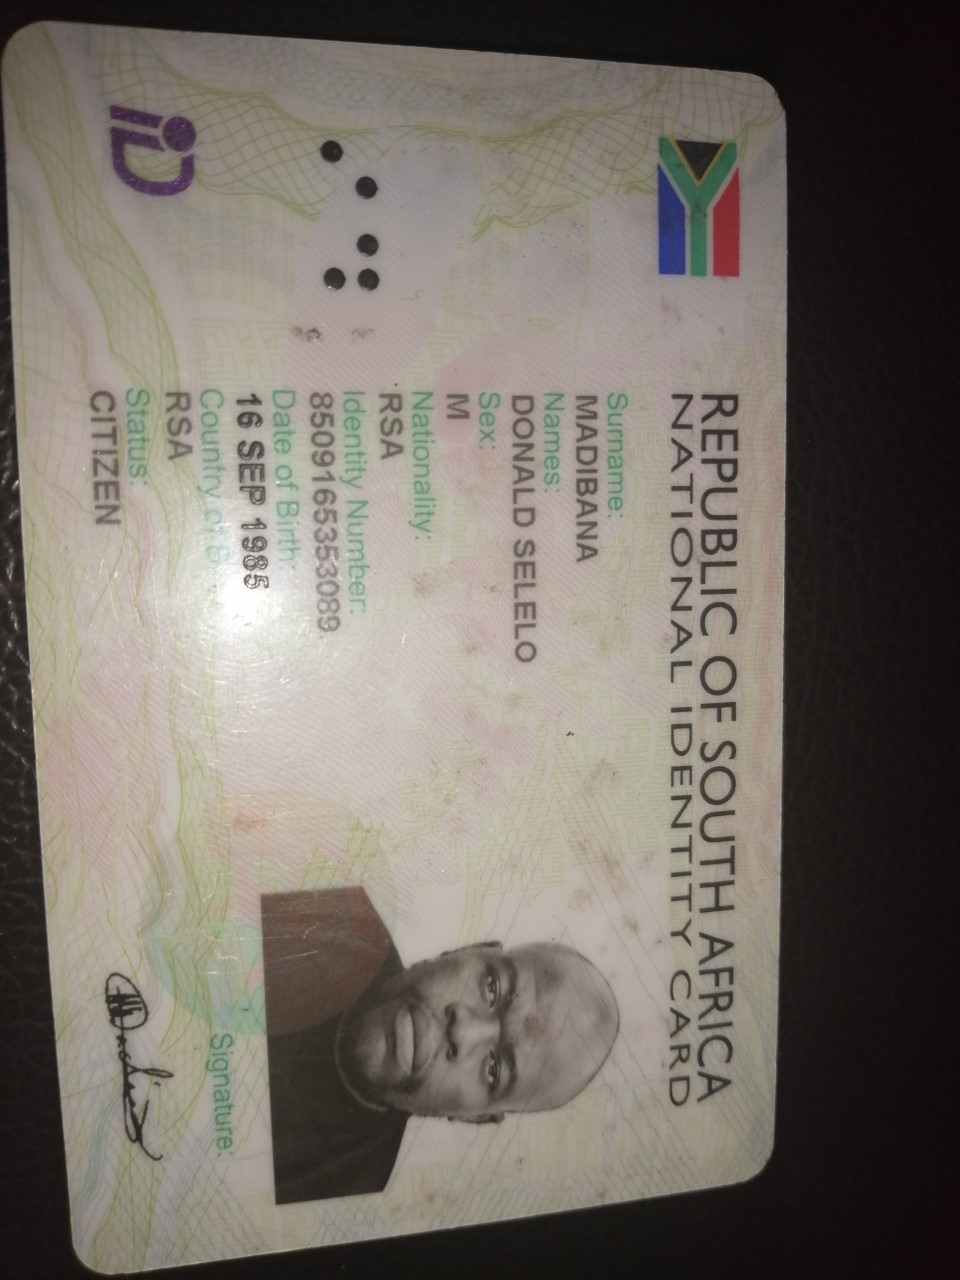 REPUBLIC OF SOUTH AFRICA
NATIONAL IDENTITY CARD
Surname:
MADIBANA
Names:
DONALD SELELO
Sex:
M
Nationality:
RSA
Identity Number:
8509165353089
Date of Birth:
16 SEP 1985
Country of
RSA
Status:
CITIZEN
Signature:
iD